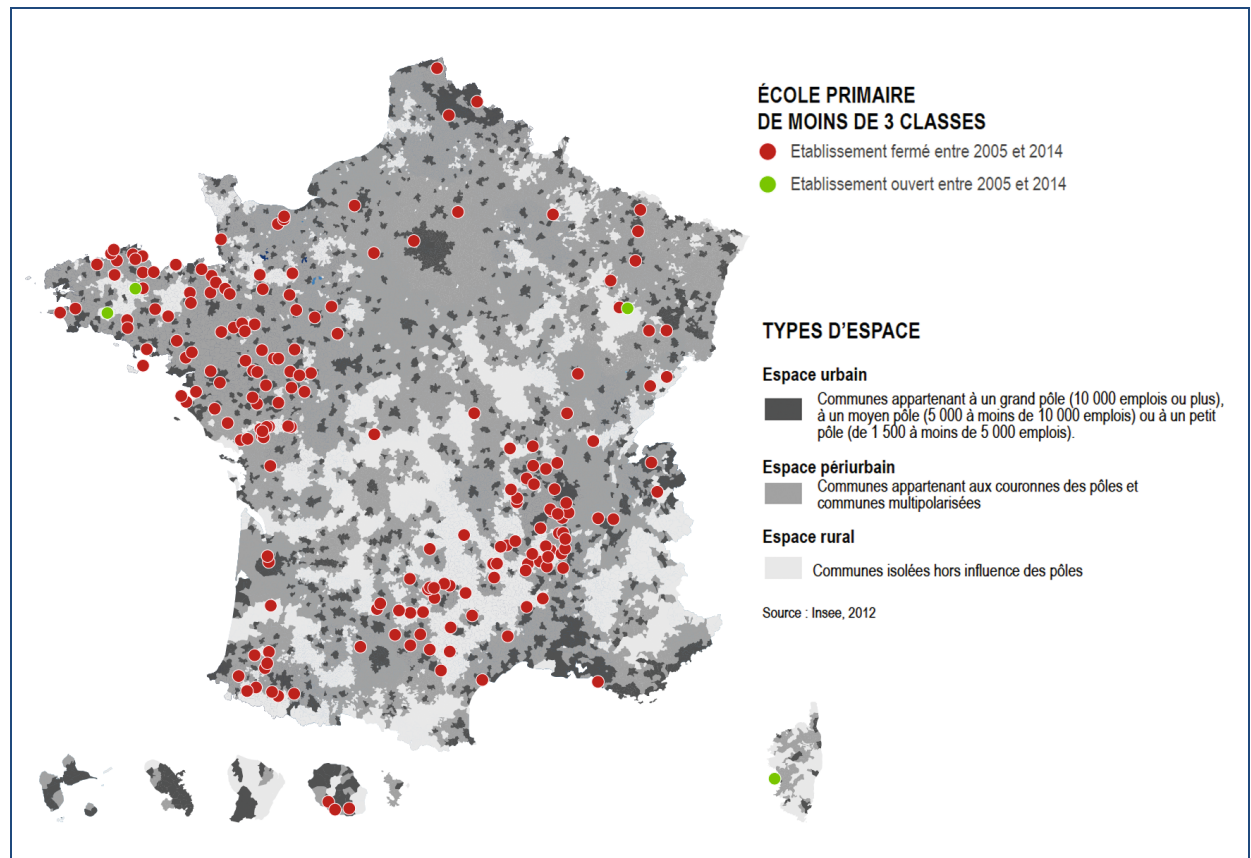 ÉCOLE PRIMAIRE
DE MOINS DE 3 CLASSES
Etablissement fermé entre 2005 et 2014
Etablissement ouvert entre 2005 et 2014
TYPES D'ESPACE
Espace urbain
Communes appartenant à un grand pôle (10 000 emplois ou plus),
à un moyen pôle (5 000 à moins de 10 000 emplois) ou à un petit
pôle (de 1 500 à moins de 5 000 emplois).
Espace périurbain
Communes appartenant aux couronnes des pôles et
communes multipolarisées
Espace rural
Communes isolées hors influence des pôles
Source : Insee, 2012